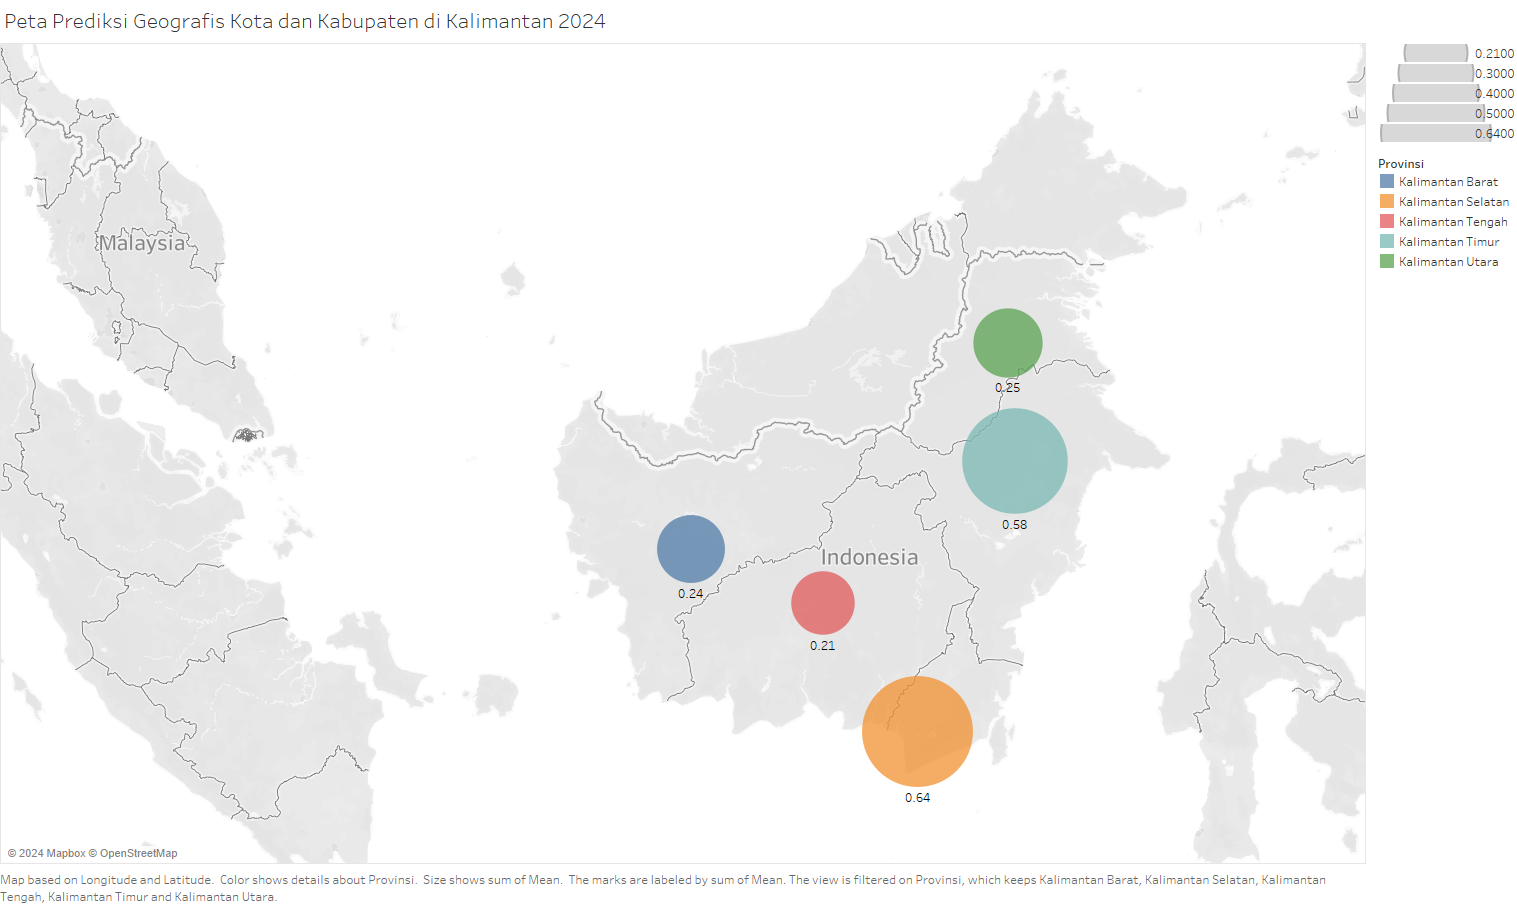 Peta Prediksi Geografis Kota dan Kabupaten di Kalimantan 2024
0.2100
0.3000
0.4000
0.5000
0.6400
Provinsi
Kalimantan Barat
Kalimantan Selatan
Kalimantan Tengah
Kalimantan Timur
Kalimantan Utara
Malaysia
0.25
0.58
Indonesia
0.24
0.21
0.64
© 2024 Mapbox © OpenStreetMap
Map based on Longitude and Latitude.  Color shows details about Provinsi.  Size shows sum of Mean.  The marks are labeled by sum of Mean. The view is filtered on Provinsi, which keeps Kalimantan Barat, Kalimantan Selatan, Kalimantan
Tengah, Kalimantan Timur and Kalimantan Utara.